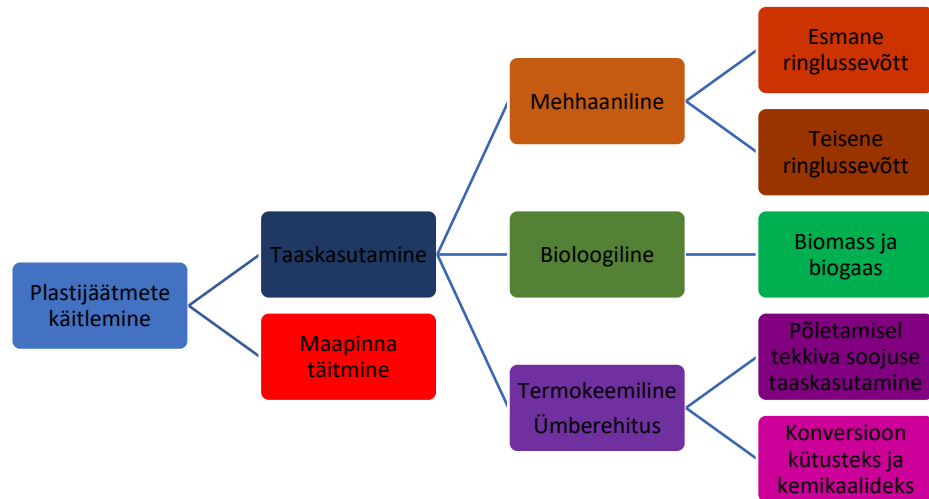 Plastijäätmete
käitlemine
Taaskasutamine
Maapinna
täitmine
Mehhaaniline
Bioloogiline
Termokeemiline
Ümberehitus
Esmane
ringlussevõtt
Teisene
ringlussevõtt
Biomass ja
biogaas
Põletamisel
tekkiva soojuse
taaskasutamine
Konversioon
kütusteks ja
kemikaalideks